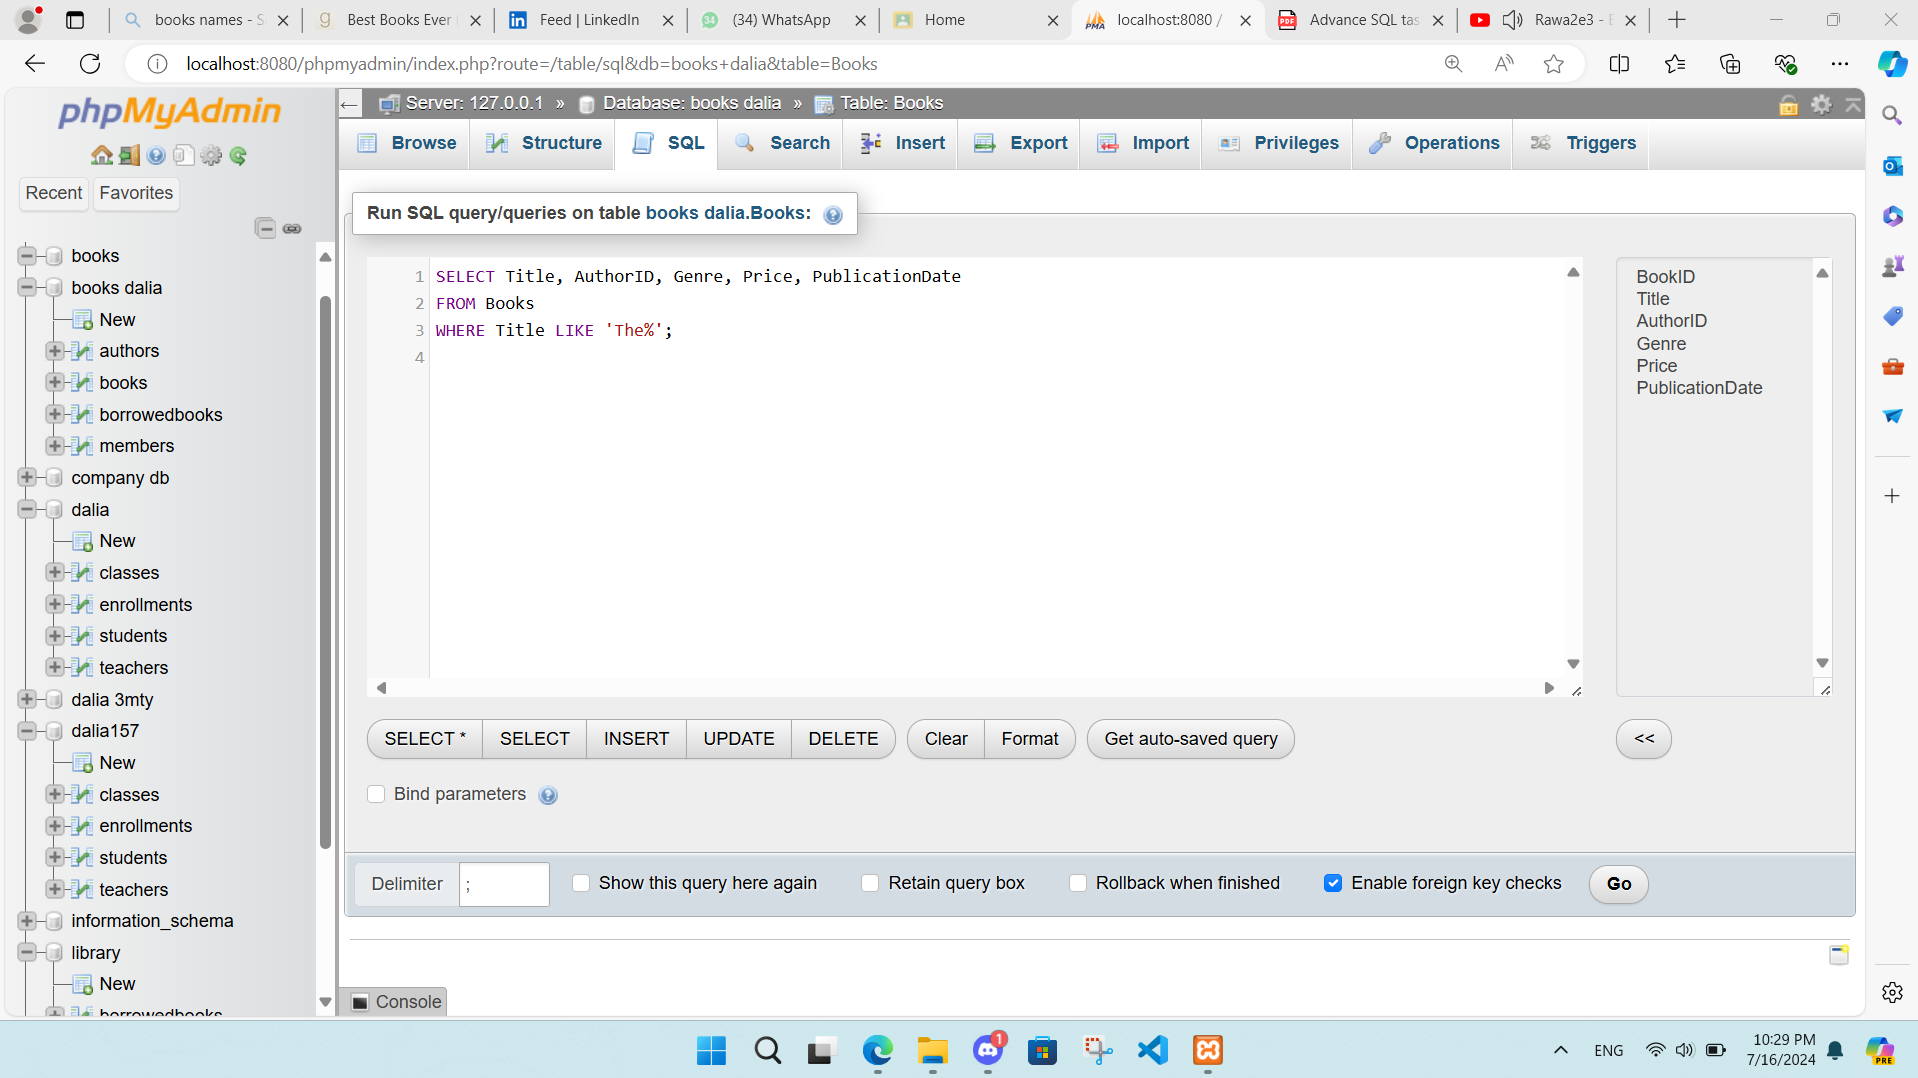 books names - S
Best Books Ever
Feed | LinkedIn
34
(34) WhatsApp
Home
PMA
localhost:8080 /
PDF
Advance SQL tas
Rawa2e3 -
localhost:8080/phpmyadmin/index.php?route=/table/sql&db=books+dalia&table=Books
phpMyAdmin
Recent
Favorites
books
books dalia
New
authors
books
borrowedbooks
members
company db
dalia
New
classes
enrollments
students
teachers
dalia 3mty
dalia157
New
classes
enrollments
students
teachers
information_schema
library
New
borrowedbooks
Server: 127.0.0.1 » Database: books dalia » Table: Books
Browse
Structure
SQL
Search
Insert
Export
Import
Privileges
Operations
Triggers
Run SQL query/queries on table books dalia.Books:
1 SELECT Title, AuthorID, Genre, Price, PublicationDate
2 FROM Books
3 WHERE Title LIKE 'The%';
4
BookID
Title
AuthorID
Genre
Price
PublicationDate
SELECT * SELECT INSERT UPDATE DELETE Clear Format Get auto-saved query <<
Bind parameters
Delimiter ; Show this query here again Retain query box Rollback when finished Enable foreign key checks Go
Console
1
ENG
10:29 PM
7/16/2024
PRE